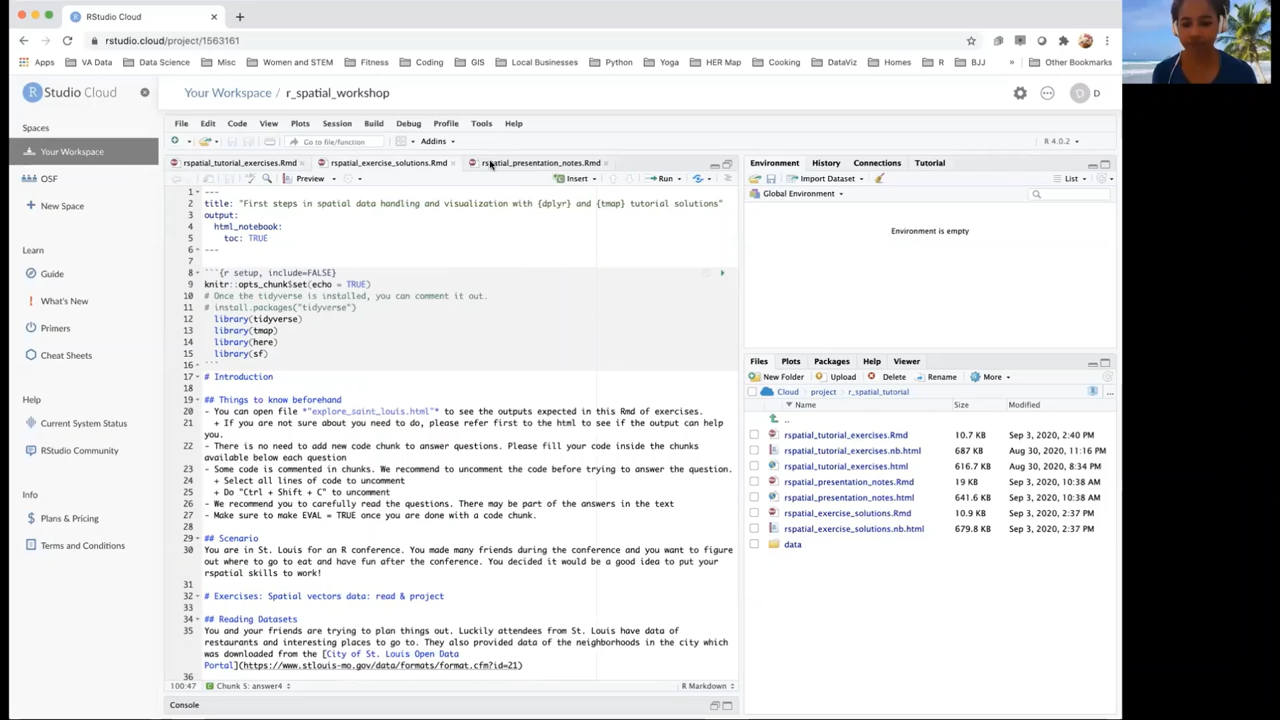 RStudio Cloud
rstudio.cloud/project/1563161
Apps VA Data Data Science Misc Women and STEM Fitness Coding GIS Local Businesses Python Yoga HER Map Cooking DataViz Homes R BJJ » Other Bookmarks
R Studio Cloud
Your Workspace / r_spatial_workshop
D D
Spaces
Your Workspace
OSF
New Space
Learn
Guide
What's New
Primers
Cheat Sheets
Help
Current System Status
RStudio Community
Info
Plans & Pricing
Terms and Conditions
File Edit Code View Plots Session Build Debug Profile Tools Help
Go to file/function Addins R 4.0.2
rspatial_tutorial_exercises.Rmd rspatial_exercise_solutions.Rmd rspatial_presentation_notes.Rmd
Preview Insert Run
1 ---
2 title: "First steps in spatial data handling and visualization with {dplyr} and {tmap} tutorial solutions"
3 output:
4 html_notebook:
5 toc: TRUE
6 ---
7
8 ```{r setup, include=FALSE}
9 knitr::opts_chunk$set(echo = TRUE)
10 # Once the tidyverse is installed, you can comment it out.
11 # install.packages("tidyverse")
12 library(tidyverse)
13 library(tmap)
14 library(here)
15 library(sf)
16 ```
17 # Introduction
18
19 ## Things to know beforehand
20 - You can open file *"explore_saint_louis.html"* to see the outputs expected in this Rmd of exercises.
21 + If you are not sure about you need to do, please refer first to the html to see if the output can help
you.
22 - There is no need to add new code chunk to answer questions. Please fill your code inside the chunks
available below each question
23 - Some code is commented in chunks. We recommend to uncomment the code before trying to answer the question.
24 + Select all lines of code to uncomment
25 + Do "Ctrl + Shift + C" to uncomment
26 - We recommend you to carefully read the questions. There may be part of the answers in the text
27 - Make sure to make EVAL = TRUE once you are done with a code chunk.
28
29 ## Scenario
30 You are in St. Louis for an R conference. You made many friends during the conference and you want to figure
out where to go to eat and have fun after the conference. You decided it would be a good idea to put your
rspatial skills to work!
31
32 # Exercises: Spatial vectors data: read & project
33
34 ## Reading Datasets
35 You and your friends are trying to plan things out. Luckily attendees from St. Louis have data of
restaurants and interesting places to go to. They also provided data of the neighborhoods in the city which
was downloaded from the [City of St. Louis Open Data
Portal](https://www.stlouis-mo.gov/data/formats/format.cfm?id=21)
36
100:47 Chunk 5: answer4 R Markdown
Console
Environment History Connections Tutorial
Import Dataset List
Global Environment
Environment is empty
Files Plots Packages Help Viewer
New Folder Upload Delete Rename More
Cloud project r_spatial_tutorial ...
Name Size Modified
..
rspatial_tutorial_exercises.Rmd 10.7 KB Sep 3, 2020, 2:40 PM
rspatial_tutorial_exercises.nb.html 687 KB Aug 30, 2020, 11:16 PM
rspatial_tutorial_exercises.html 616.7 KB Aug 30, 2020, 8:34 PM
rspatial_presentation_notes.Rmd 19 KB Sep 3, 2020, 10:38 AM
rspatial_presentation_notes.html 641.6 KB Sep 3, 2020, 10:38 AM
rspatial_exercise_solutions.Rmd 10.9 KB Sep 3, 2020, 2:37 PM
rspatial_exercise_solutions.nb.html 679.8 KB Sep 3, 2020, 2:37 PM
data